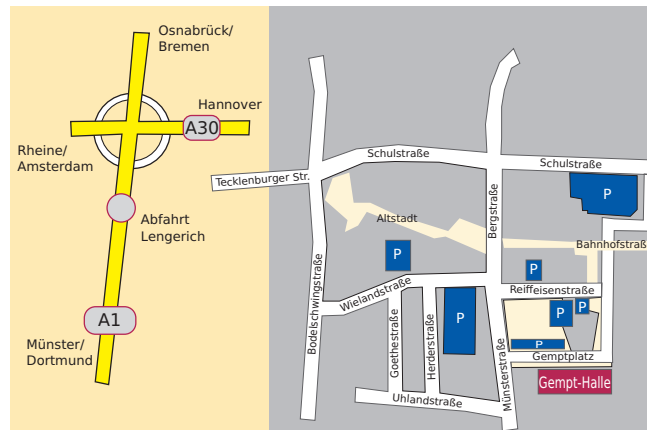 Osnabrück/
Bremen
Hannover
A30
Rheine/
Amsterdam
Abfahrt
Lengerich
A1
Münster/
Dortmund
Schulstraße
Schulstraße
Tecklenburger Str.
P
Altstadt
Bergstraße
Bahnhofstraß
P
P
Bodelschwingstraße
Wielandstraße
Reiffeisenstraße
P
P
P
Goethestraße
Herderstraße
Münsterstraße
P
Gemptplatz
Gempt-Halle
Uhlandstraße